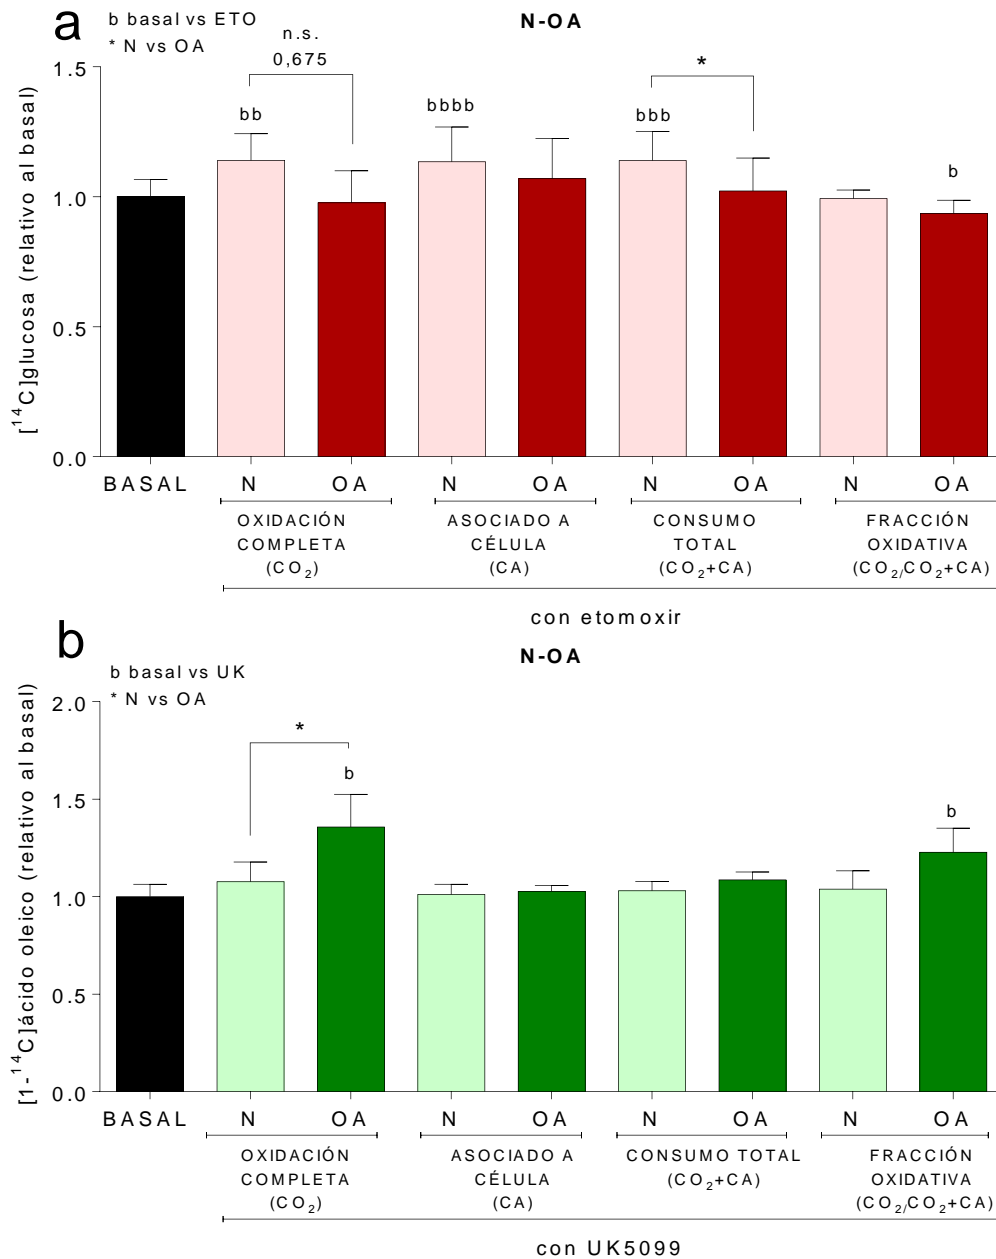 a
b basal vs ETO
* N vs OA
N-OA
n.s.
0,675
[¹⁴C]glucosa (relativo al basal)
1.5
1.0
0.5
0.0
bb
bbbb
bbb
*
b
BASAL N OA N OA N OA N OA
OXIDACIÓN
COMPLETA
(CO₂)
ASOCIADO A
CÉLULA
(CA)
CONSUMO
TOTAL
(CO₂+CA)
FRACCIÓN
OXIDATIVA
(CO₂/CO₂+CA)
con etomoxir
b
b basal vs UK
* N vs OA
N-OA
[1-¹⁴C]ácido oleico (relativo al basal)
2.0
1.5
1.0
0.5
0.0
*
b
b
BASAL N OA N OA N OA N OA
OXIDACIÓN
COMPLETA
(CO₂)
ASOCIADO A
CÉLULA
(CA)
CONSUMO TOTAL
(CO₂+CA)
FRACCIÓN
OXIDATIVA
(CO₂/CO₂+CA)
con UK5099